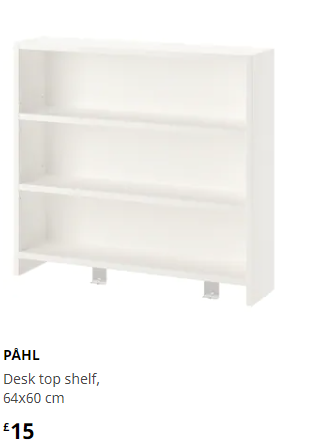 PÅHL
Desk top shelf,
64x60 cm
£15